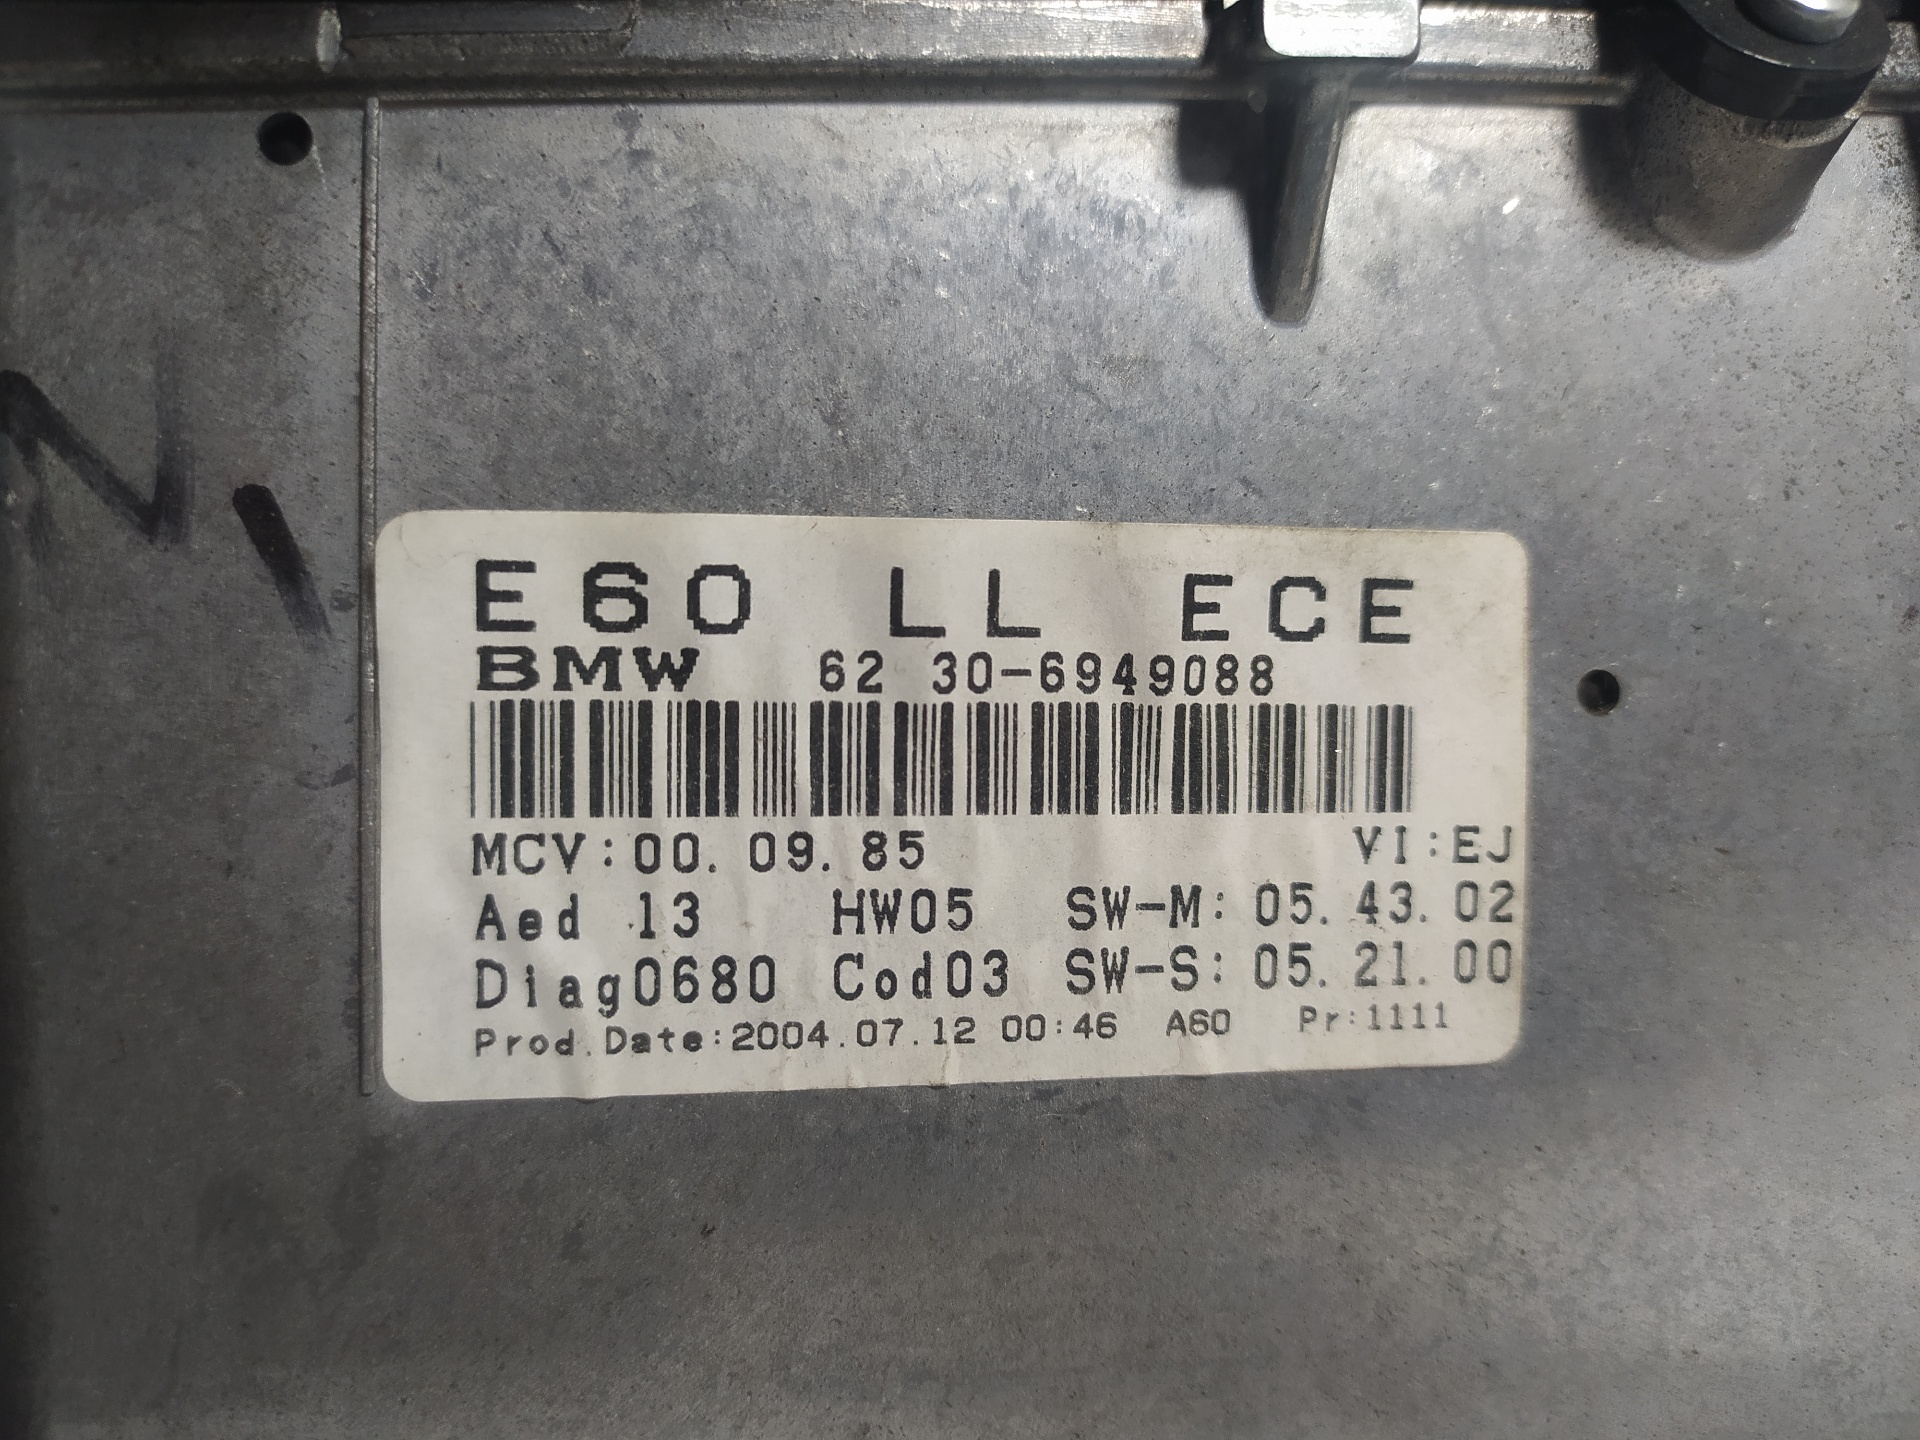 N
E60 LL ECE
BMW 62 30-6949088
MCV:00.09.85 VI:EJ
Aed 13 HW05 SW-M:05.43.02
Diag0680 Cod03 SW-S:05.21.00
Prod.Date:2004.07.12 00:46 A60 Pr:1111